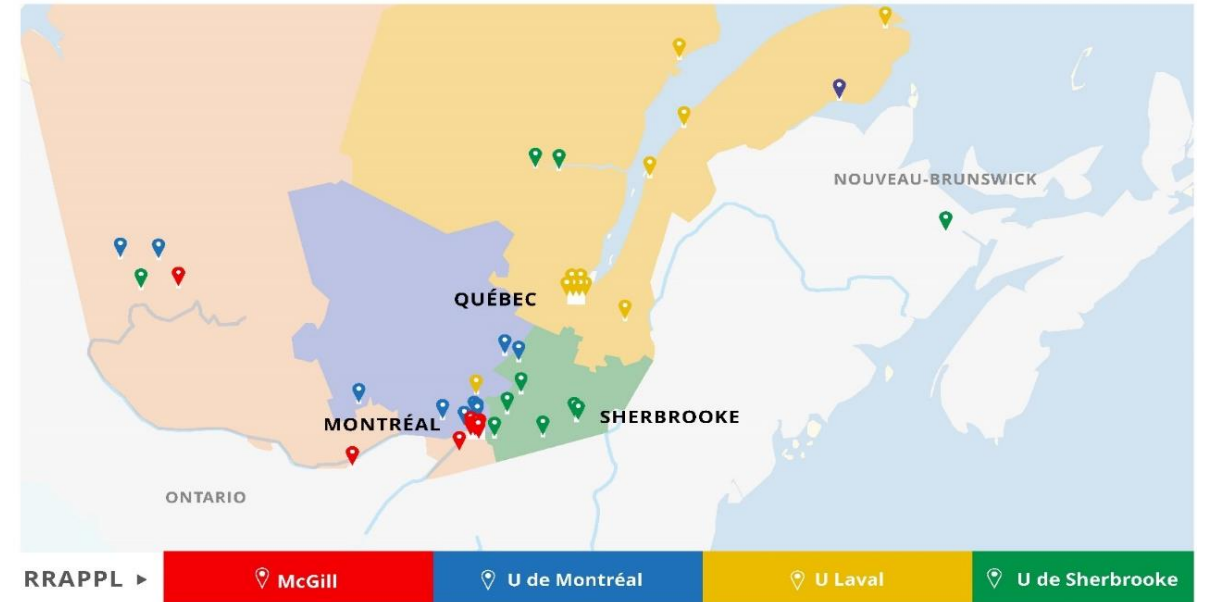 NOUVEAU-BRUNSWICK
QUÉBEC
SHERBROOKE
MONTRÉAL
ONTARIO
RRAPPL ► McGill U de Montréal U Laval U de Sherbrooke